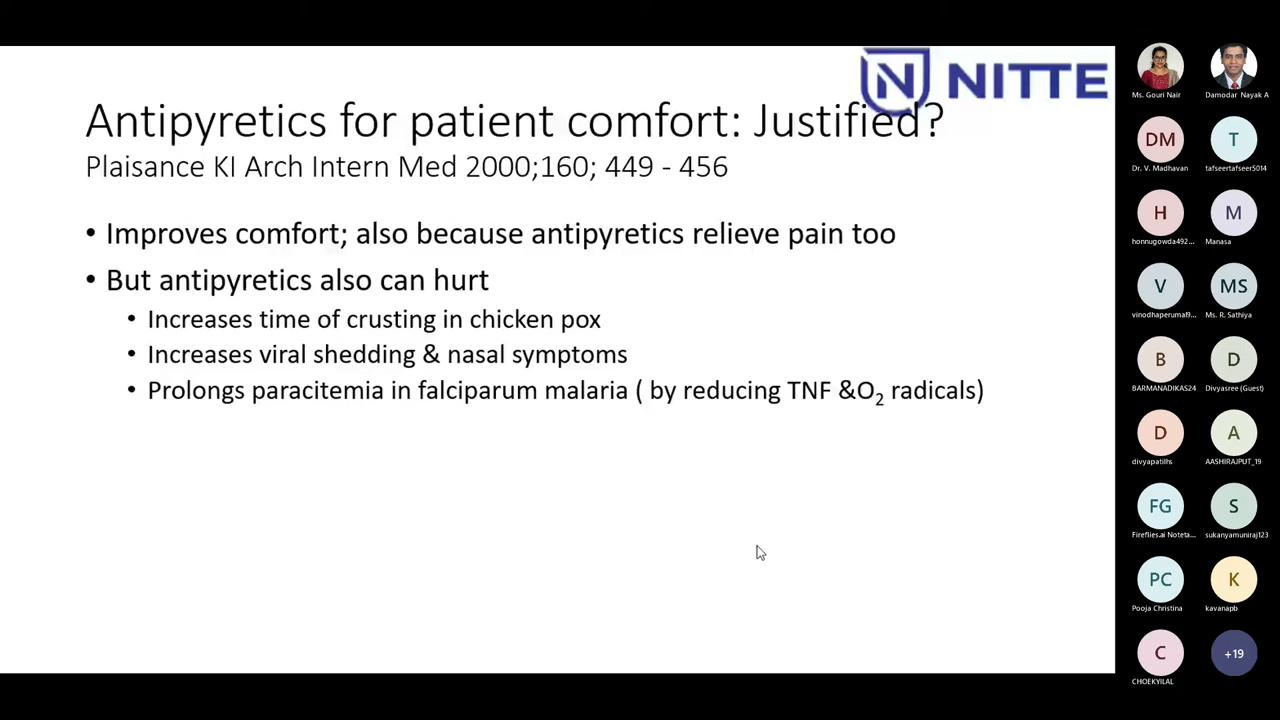 NITTE
Antipyretics for patient comfort: Justified?
Plaisance KI Arch Intern Med 2000;160; 449 - 456
• Improves comfort; also because antipyretics relieve pain too
• But antipyretics also can hurt
• Increases time of crusting in chicken pox
• Increases viral shedding & nasal symptoms
• Prolongs paracitemia in falciparum malaria ( by reducing TNF &O2 radicals)
Ms. Gouri Nair
Damodar Nayak A
DM
T
Dr. V. Madhavan
tafseertafseer5014
H
M
honnugowda492...
Manasa
V
MS
vinodhaperumal9...
Ms. R. Sathiya
B
D
BARMANADIKAS24
Divyasree (Guest)
D
A
divyapatilhs
AASHIRAJPUT_19
FG
S
Fireflies.ai Noteta...
sukanyamuniraj123
PC
K
Pooja Christina
kavanapb
C
+19
CHOEKYILAL